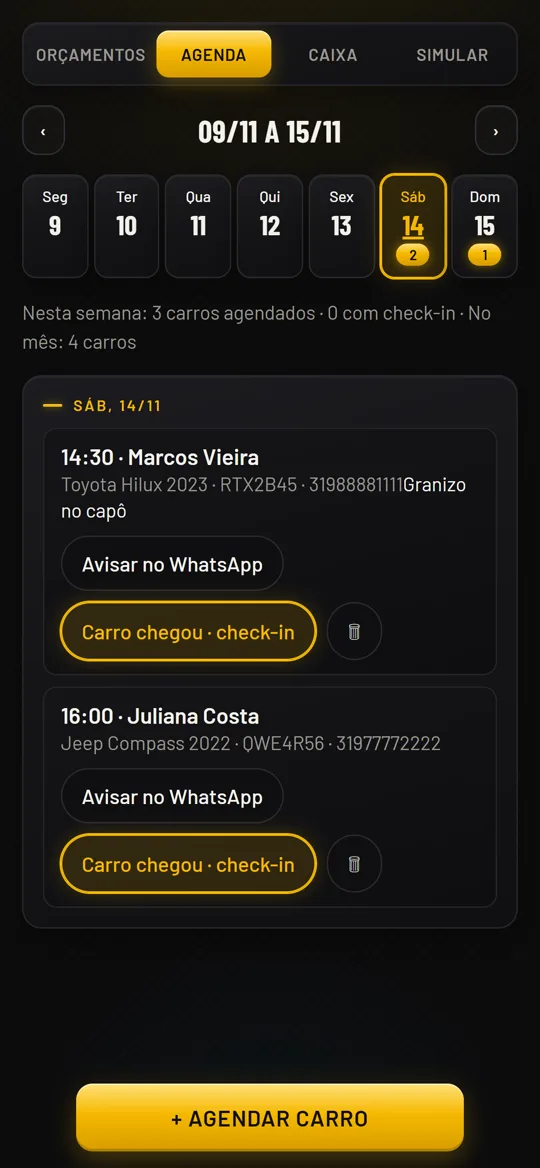 ORÇAMENTOS AGENDA CAIXA SIMULAR
‹ 09/11 A 15/11 ›
Seg Ter Qua Qui Sex Sáb Dom
9 10 11 12 13 14 15
2 1
Nesta semana: 3 carros agendados · 0 com check-in · No
mês: 4 carros
SÁB, 14/11
14:30 · Marcos Vieira
Toyota Hilux 2023 · RTX2B45 · 31988881111Granizo
no capô
Avisar no WhatsApp
Carro chegou · check-in
16:00 · Juliana Costa
Jeep Compass 2022 · QWE4R56 · 31977772222
Avisar no WhatsApp
Carro chegou · check-in
+ AGENDAR CARRO